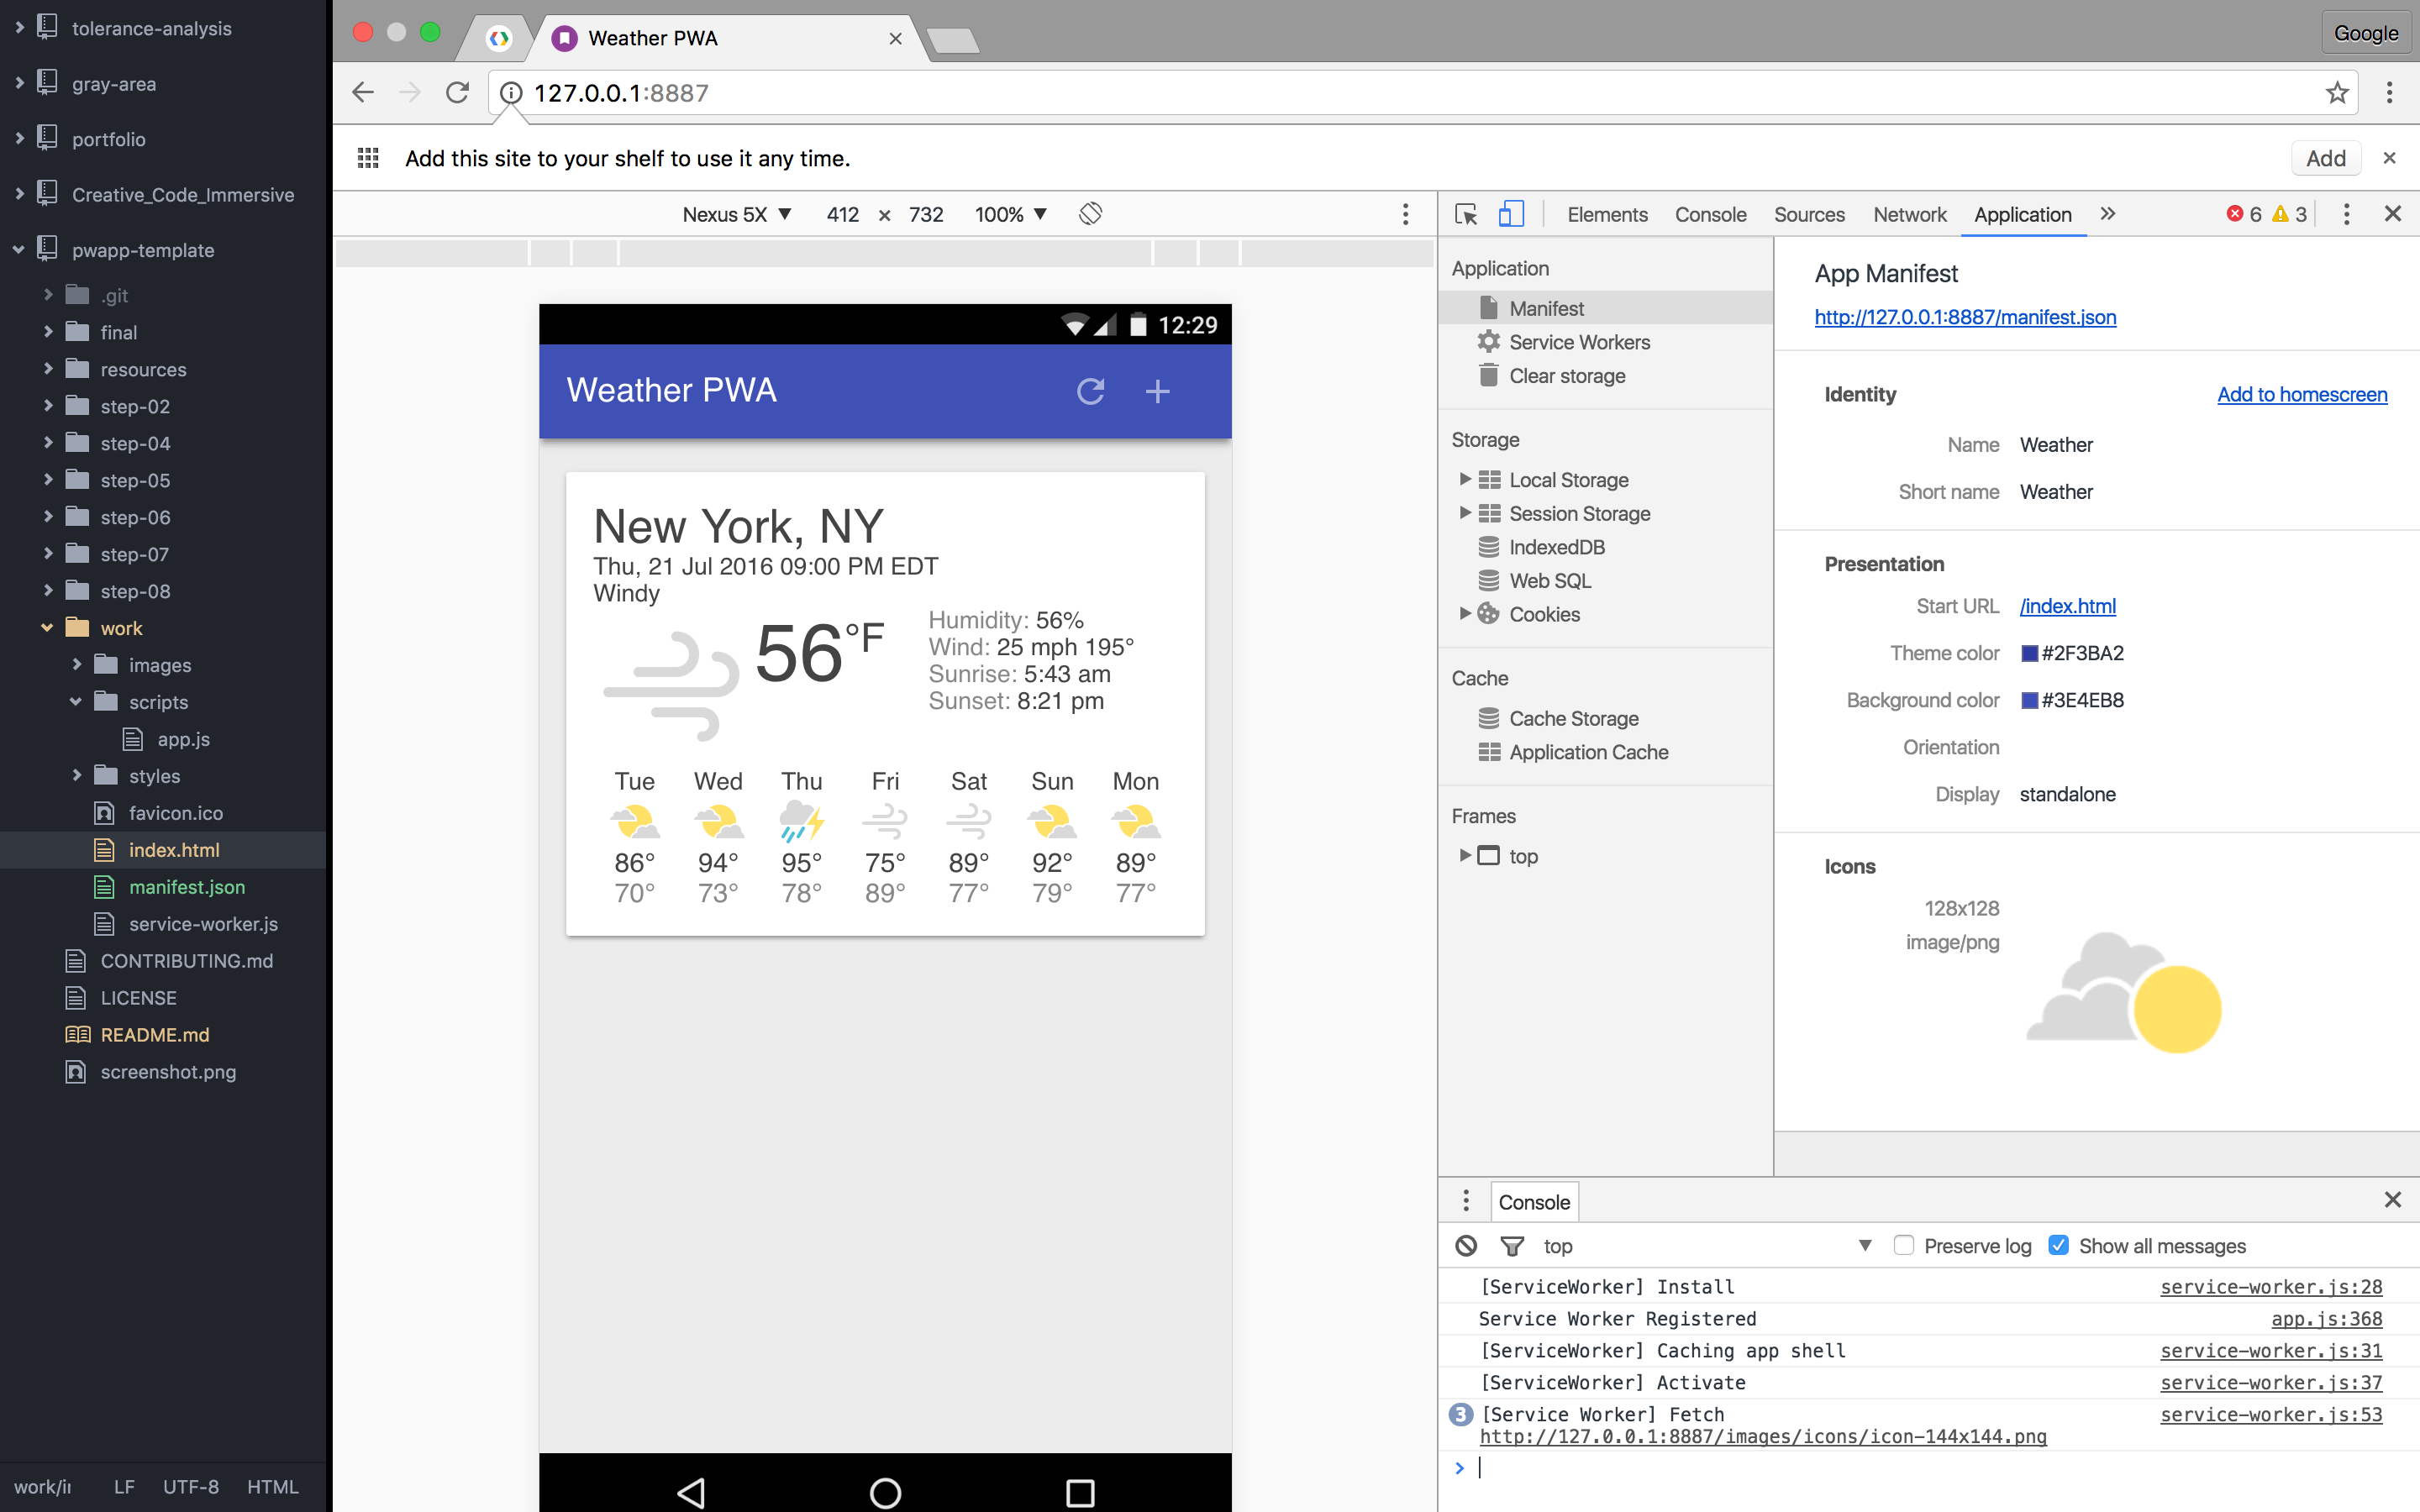 tolerance-analysis
gray-area
portfolio
Creative_Code_Immersive
pwapp-template
.git
final
resources
step-02
step-04
step-05
step-06
step-07
step-08
work
images
scripts
app.js
styles
favicon.ico
index.html
manifest.json
service-worker.js
CONTRIBUTING.md
LICENSE
README.md
screenshot.png
work/i
LF UTF-8 HTML
Weather PWA
Google
127.0.0.1:8887
Add this site to your shelf to use it any time.
Add
Nexus 5X 412 × 732 100%
12:29
Weather PWA
New York, NY
Thu, 21 Jul 2016 09:00 PM EDT
Windy
56°F
Humidity: 56%
Wind: 25 mph 195°
Sunrise: 5:43 am
Sunset: 8:21 pm
Tue Wed Thu Fri Sat Sun Mon
86° 94° 95° 75° 89° 92° 89°
70° 73° 78° 89° 77° 79° 77°
Elements Console Sources Network Application » 6 3
Application
Manifest
Service Workers
Clear storage
Storage
Local Storage
Session Storage
IndexedDB
Web SQL
Cookies
Cache
Cache Storage
Application Cache
Frames
top
App Manifest
http://127.0.0.1:8887/manifest.json
Identity Add to homescreen
Name Weather
Short name Weather
Presentation
Start URL /index.html
Theme color #2F3BA2
Background color #3E4EB8
Orientation
Display standalone
Icons
128x128
image/png
Console
top Preserve log Show all messages
[ServiceWorker] Install service-worker.js:28
Service Worker Registered app.js:368
[ServiceWorker] Caching app shell service-worker.js:31
[ServiceWorker] Activate service-worker.js:37
3 [Service Worker] Fetch service-worker.js:53
http://127.0.0.1:8887/images/icons/icon-144x144.png
>